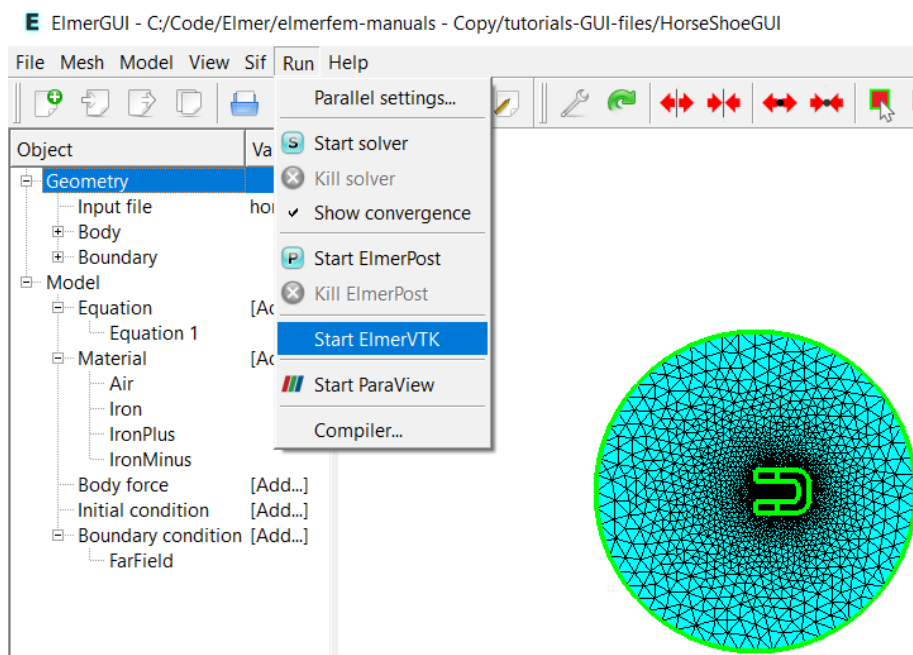 E ElmerGUI - C:/Code/Elmer/elmerfem-manuals - Copy/tutorials-GUI-files/HorseShoeGUI
File Mesh Model View Sif Run Help
Parallel settings...
S Start solver
Kill solver
Show convergence
P Start ElmerPost
Kill ElmerPost
Start ElmerVTK
Start ParaView
Compiler...
Object Va
Geometry
Input file hor
Body
Boundary
Model
Equation [Ad
Equation 1
Material [Ad
Air
Iron
IronPlus
IronMinus
Body force [Add...]
Initial condition [Add...]
Boundary condition [Add...]
FarField